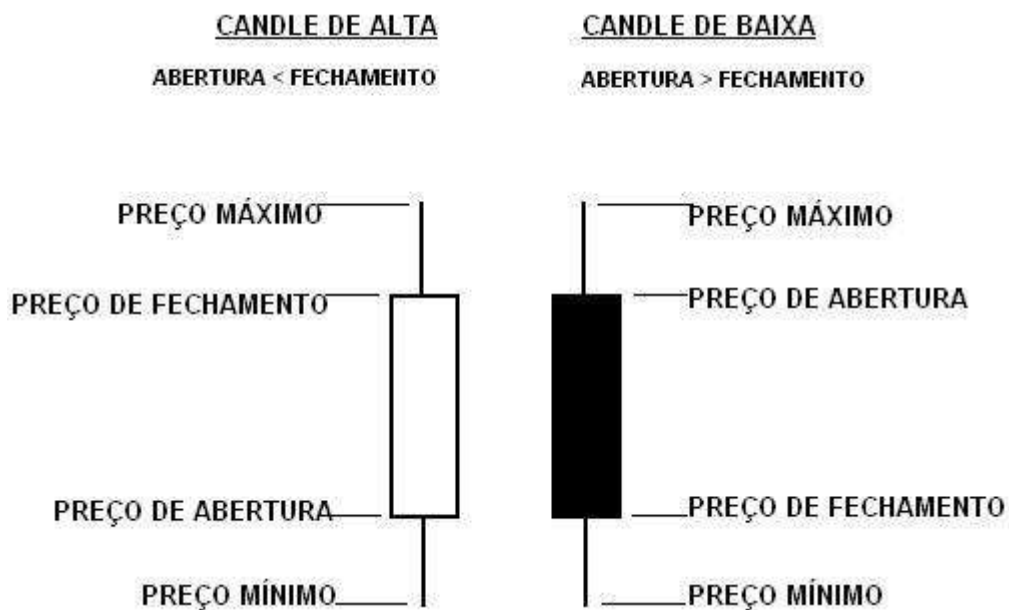 CANDLE DE ALTA
ABERTURA < FECHAMENTO
PREÇO MÁXIMO
PREÇO DE FECHAMENTO
PREÇO DE ABERTURA
PREÇO MÍNIMO
CANDLE DE BAIXA
ABERTURA > FECHAMENTO
PREÇO MÁXIMO
PREÇO DE ABERTURA
PREÇO DE FECHAMENTO
PREÇO MÍNIMO